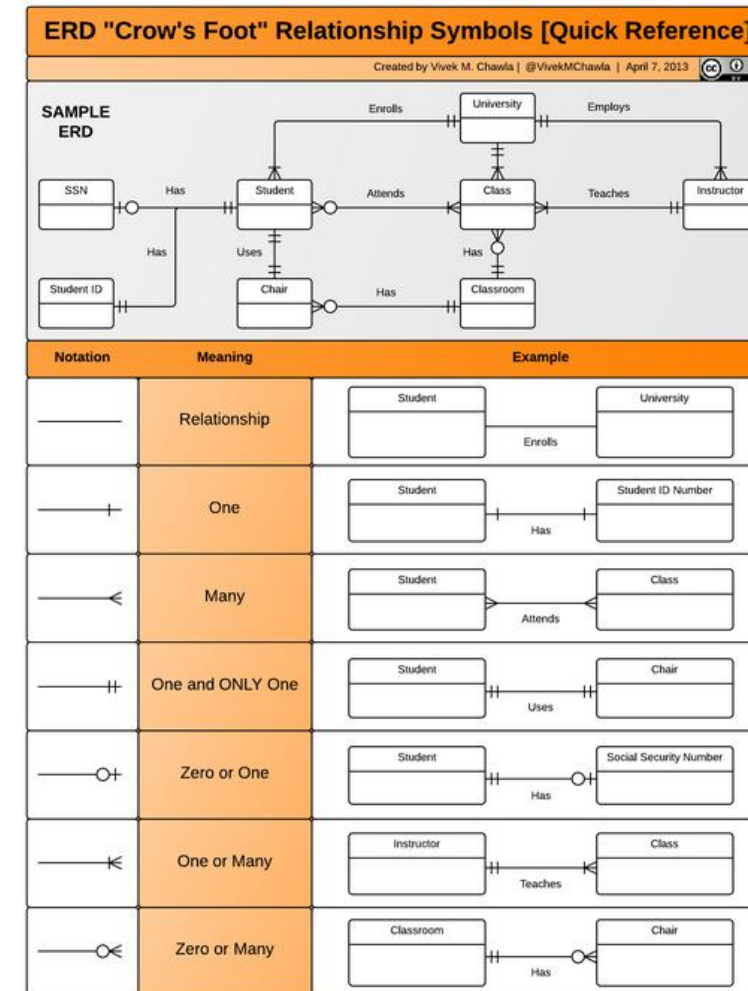 ERD "Crow's Foot" Relationship Symbols [Quick Reference]
Created by Vivek M. Chawla | @VivekMChawla | April 7, 2013
cc
BY
SAMPLE
ERD
Enrolls
University
Employs
SSN
Has
Student
Attends
Class
Teaches
Instructor
Has
Uses
Has
Student ID
Chair
Has
Classroom
Notation Meaning Example
Relationship
Student
University
Enrolls
One
Student
Student ID Number
Has
Many
Student
Class
Attends
One and ONLY One
Student
Chair
Uses
Zero or One
Student
Social Security Number
Has
One or Many
Instructor
Class
Teaches
Zero or Many
Classroom
Chair
Has